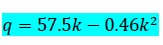 q = 57.5k − 0.46k²